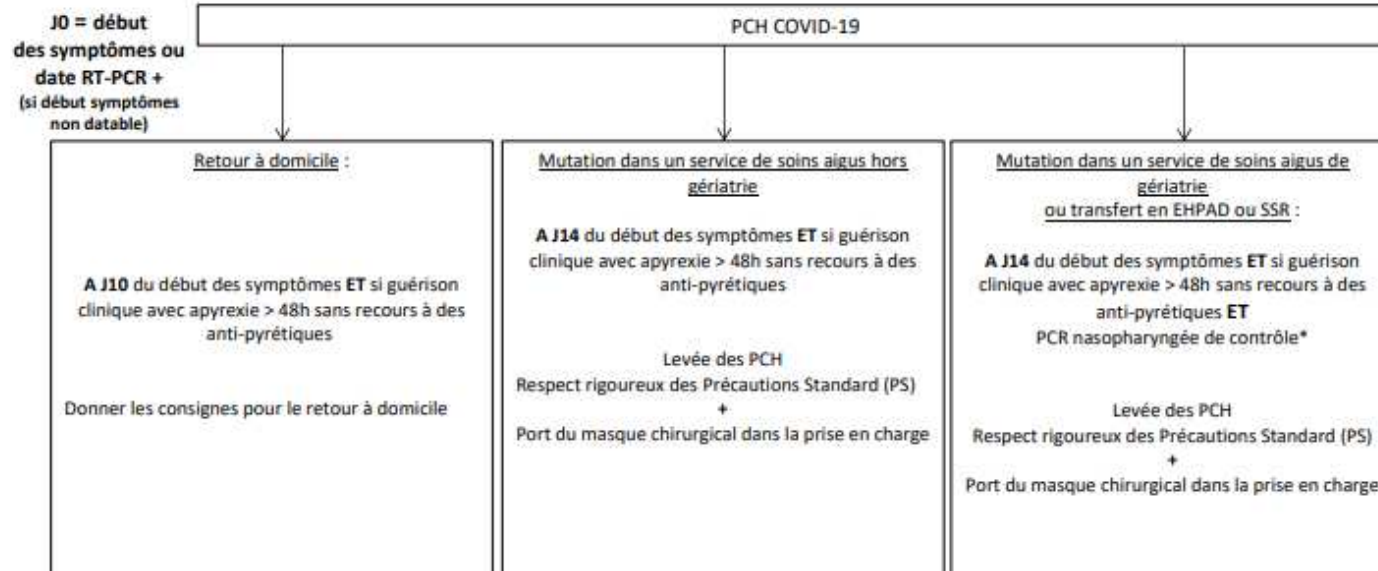 J0 = début
des symptômes ou
date RT-PCR +
(si début symptômes
non datable)
PCH COVID-19
Retour à domicile :
A J10 du début des symptômes ET si guérison
clinique avec apyrexie > 48h sans recours à des
anti-pyrétiques
Donner les consignes pour le retour à domicile
Mutation dans un service de soins aigus hors
gériatrie
A J14 du début des symptômes ET si guérison
clinique avec apyrexie > 48h sans recours à des
anti-pyrétiques
Levée des PCH
Respect rigoureux des Précautions Standard (PS)
+
Port du masque chirurgical dans la prise en charge
Mutation dans un service de soins aigus de
gériatrie
ou transfert en EHPAD ou SSR :
A J14 du début des symptômes ET si guérison
clinique avec apyrexie > 48h sans recours à des
anti-pyrétiques ET
PCR nasopharyngée de contrôle*
Levée des PCH
Respect rigoureux des Précautions Standard (PS)
+
Port du masque chirurgical dans la prise en charge